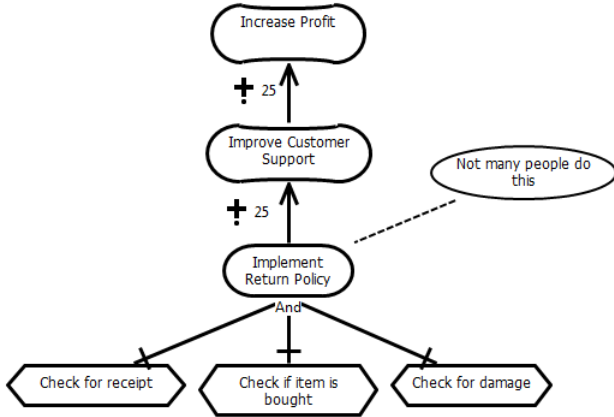 Increase Profit
25
Improve Customer
Support
Not many people do
this
25
Implement
Return Policy
And
Check for receipt
Check if item is
bought
Check for damage